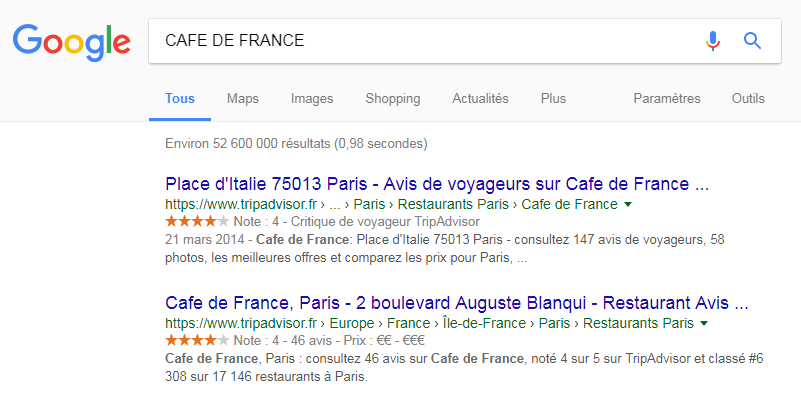 Google
CAFE DE FRANCE
Tous Maps Images Shopping Actualités Plus Paramètres Outils
Environ 52 600 000 résultats (0,98 secondes)
Place d'Italie 75013 Paris - Avis de voyageurs sur Cafe de France ...
https://www.tripadvisor.fr › ... › Paris › Restaurants Paris › Cafe de France
Note : 4 - Critique de voyageur TripAdvisor
21 mars 2014 - Cafe de France: Place d'Italie 75013 Paris - consultez 147 avis de voyageurs, 58
photos, les meilleures offres et comparez les prix pour Paris, ...
Cafe de France, Paris - 2 boulevard Auguste Blanqui - Restaurant Avis ...
https://www.tripadvisor.fr › Europe › France › Île-de-France › Paris › Restaurants Paris
Note : 4 - 46 avis - Prix : €€ - €€€
Cafe de France, Paris : consultez 46 avis sur Cafe de France, noté 4 sur 5 sur TripAdvisor et classé #6
308 sur 17 146 restaurants à Paris.